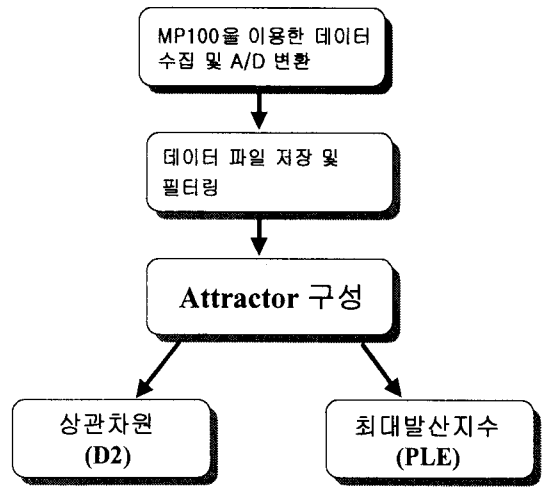 MP100을 이용한 데이터
수집 및 A/D 변환
데이터 파일 저장 및
필터링
Attractor 구성
상관차원
(D2)
최대발산지수
(PLE)